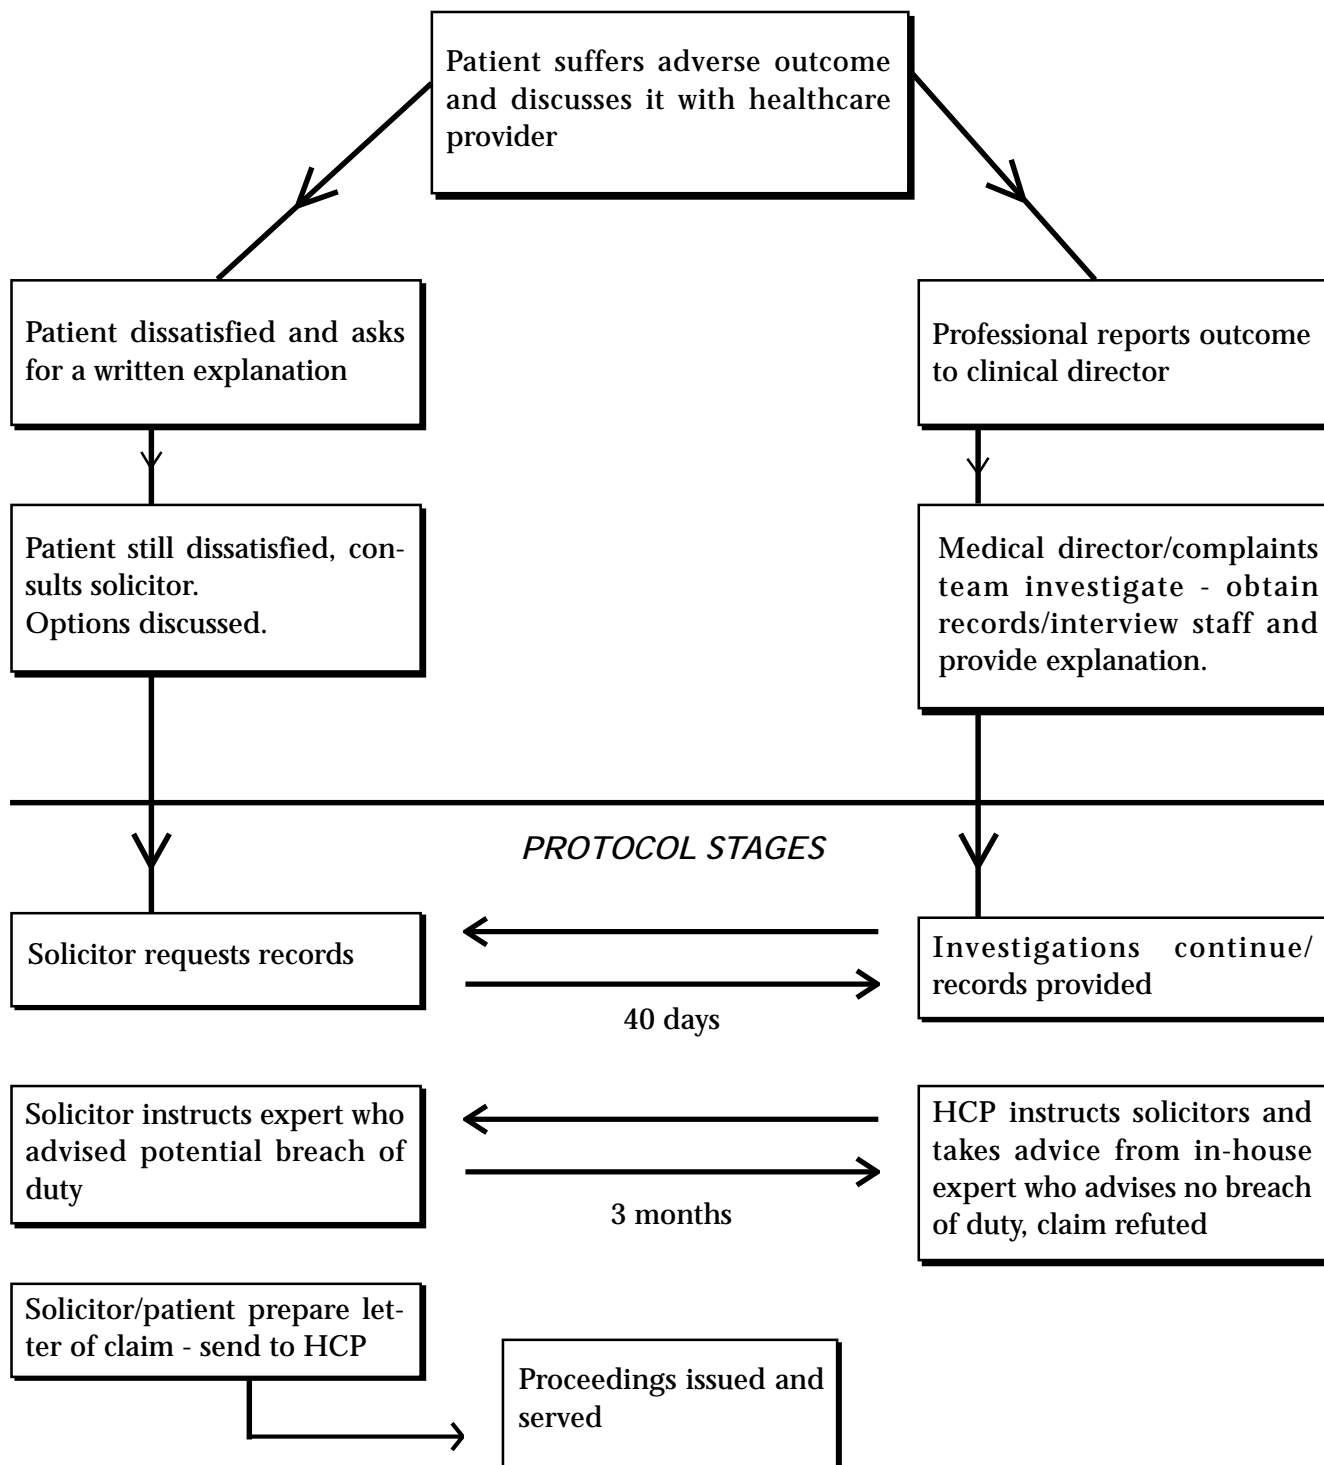 Patient suffers adverse outcome
and discusses it with healthcare
provider
Patient dissatisfied and asks
for a written explanation
Professional reports outcome
to clinical director
Patient still dissatisfied, con-
sults solicitor.
Options discussed.
Medical director/complaints
team investigate - obtain
records/interview staff and
provide explanation.
PROTOCOL STAGES
Solicitor requests records
Investigations continue/
records provided
40 days
Solicitor instructs expert who
advised potential breach of
duty
HCP instructs solicitors and
takes advice from in-house
expert who advises no breach
of duty, claim refuted
3 months
Solicitor/patient prepare let-
ter of claim - send to HCP
Proceedings issued and
served